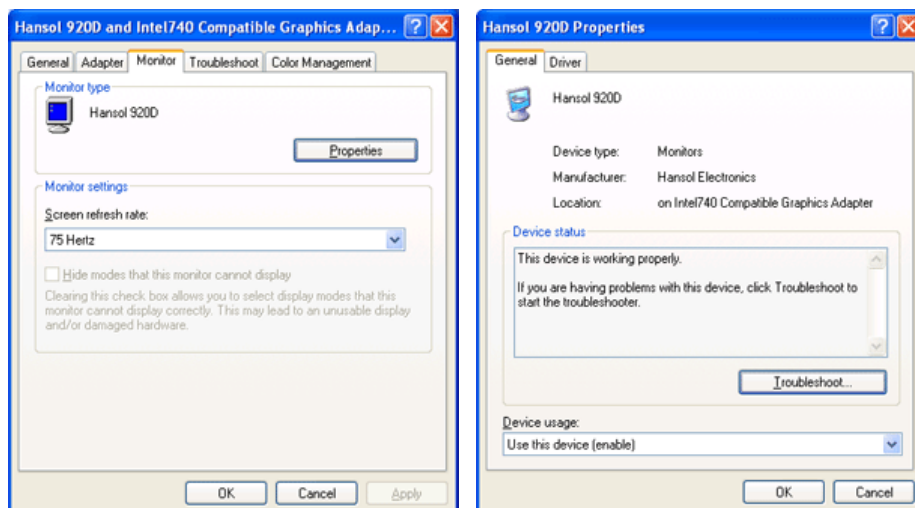 Hansol 920D and Intel740 Compatible Graphics Adap...
General Adapter Monitor Troubleshoot Color Management
Monitor type
Hansol 920D
Properties
Monitor settings
Screen refresh rate:
75 Hertz
Hide modes that this monitor cannot display
Clearing this check box allows you to select display modes that this
monitor cannot display correctly. This may lead to an unusable display
and/or damaged hardware.
OK Cancel Apply
Hansol 920D Properties
General Driver
Hansol 920D
Device type: Monitors
Manufacturer: Hansol Electronics
Location: on Intel740 Compatible Graphics Adapter
Device status
This device is working properly.
If you are having problems with this device, click Troubleshoot to
start the troubleshooter.
Troubleshoot...
Device usage:
Use this device (enable)
OK Cancel